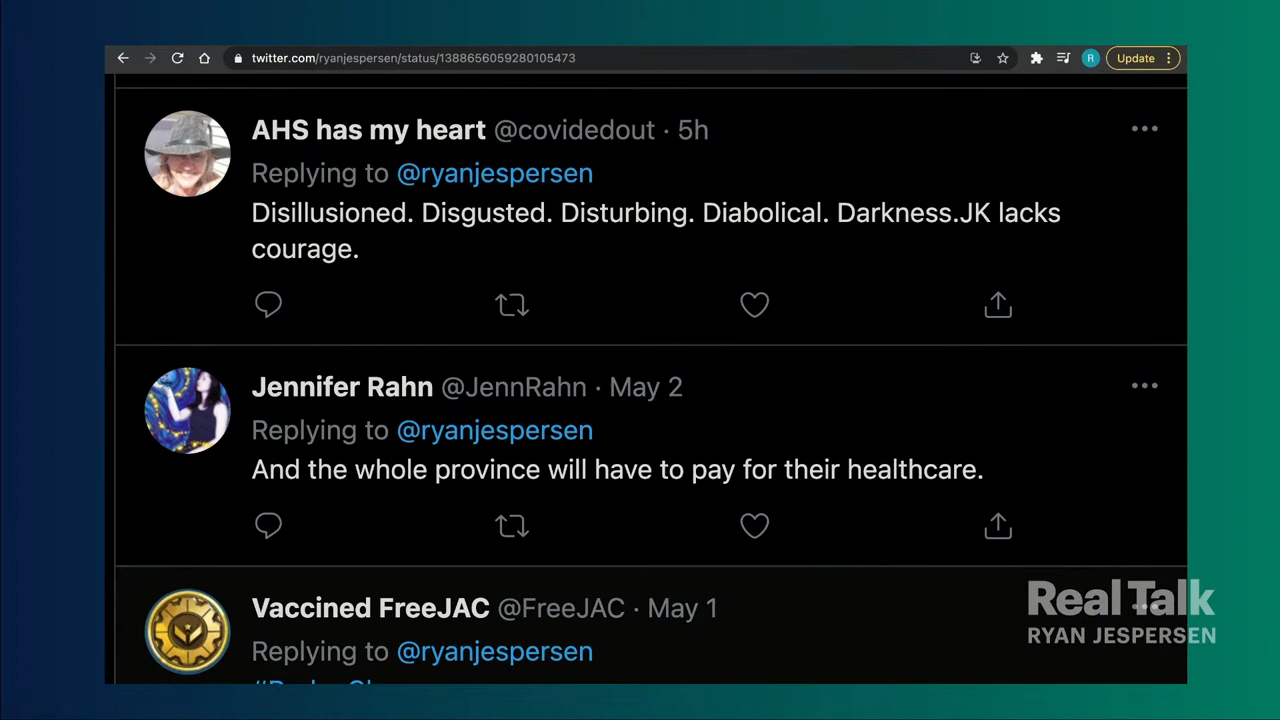 twitter.com/ryanjespersen/status/1388656059280105473
R
Update
AHS has my heart @covidedout · 5h
Replying to @ryanjespersen
Disillusioned. Disgusted. Disturbing. Diabolical. Darkness.JK lacks
courage.
Jennifer Rahn @JennRahn · May 2
Replying to @ryanjespersen
And the whole province will have to pay for their healthcare.
Vaccined FreeJAC @FreeJAC · May 1
Replying to @ryanjespersen
Real Talk
RYAN JESPERSEN